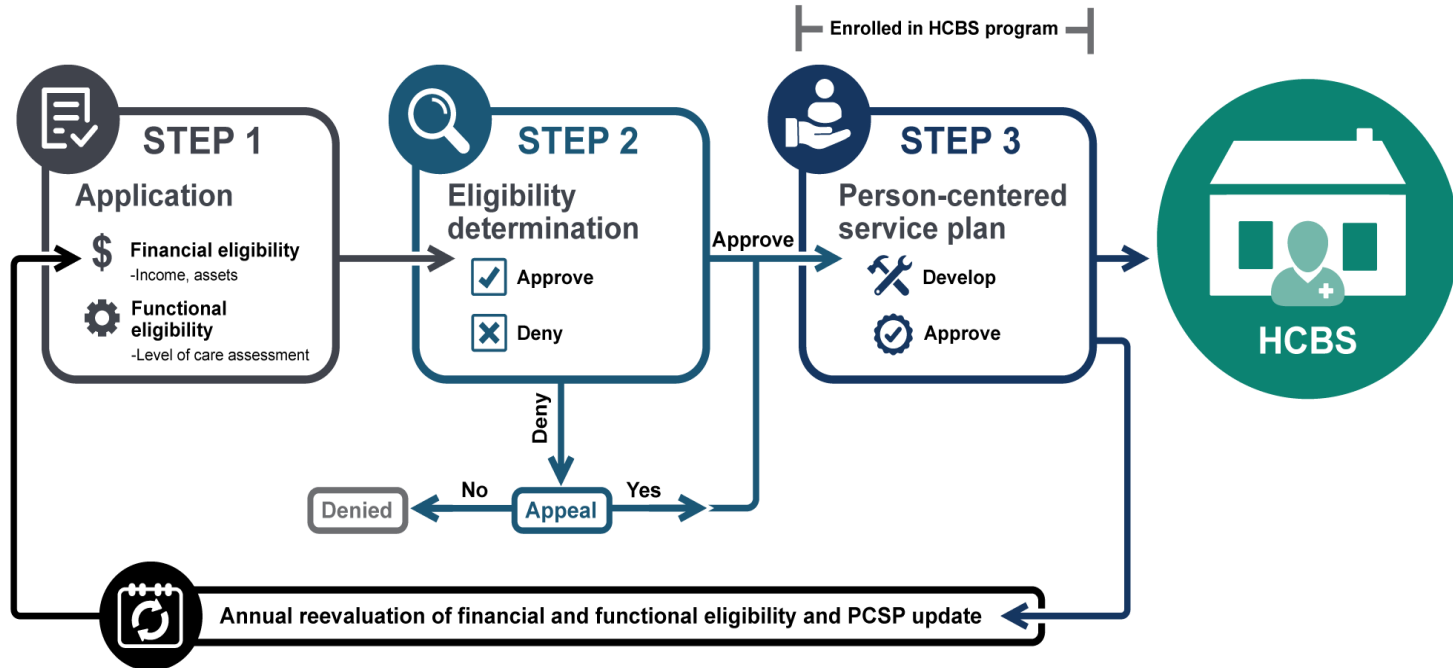 Enrolled in HCBS program
STEP 1
Application
$
Financial eligibility
-Income, assets
Functional
eligibility
-Level of care assessment
STEP 2
Eligibility
determination
Approve
Deny
Approve
STEP 3
Person-centered
service plan
Develop
Approve
HCBS
Deny
Denied
No
Appeal
Yes
Annual reevaluation of financial and functional eligibility and PCSP update